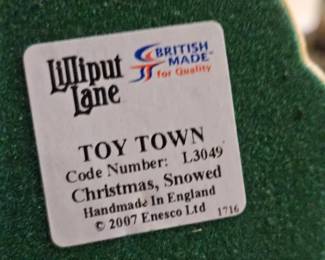 Lilliput
Lane
BRITISH
MADE™
for Quality
TOY TOWN
Code Number: L3049
Christmas, Snowed
Handmade In England
© 2007 Enesco Ltd 1716